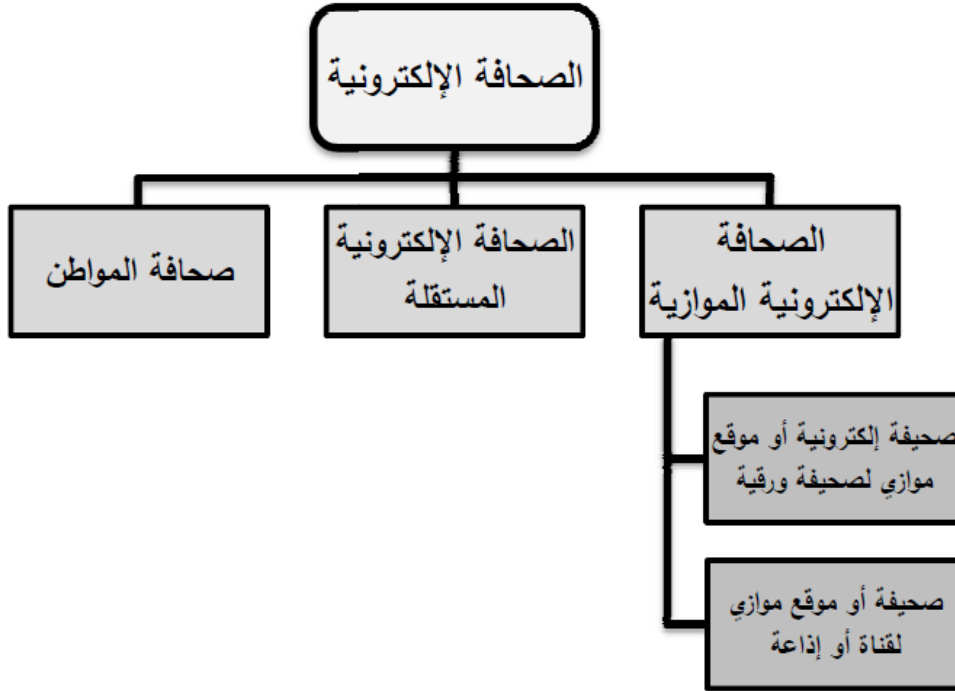 الصحافة الإلكترونية
الصحافة
الإلكترونية الموازية
الصحافة الإلكترونية
المستقلة
صحافة المواطن
صحيفة إلكترونية أو موقع
موازي لصحيفة ورقية
صحيفة أو موقع موازي
لقناة أو إذاعة